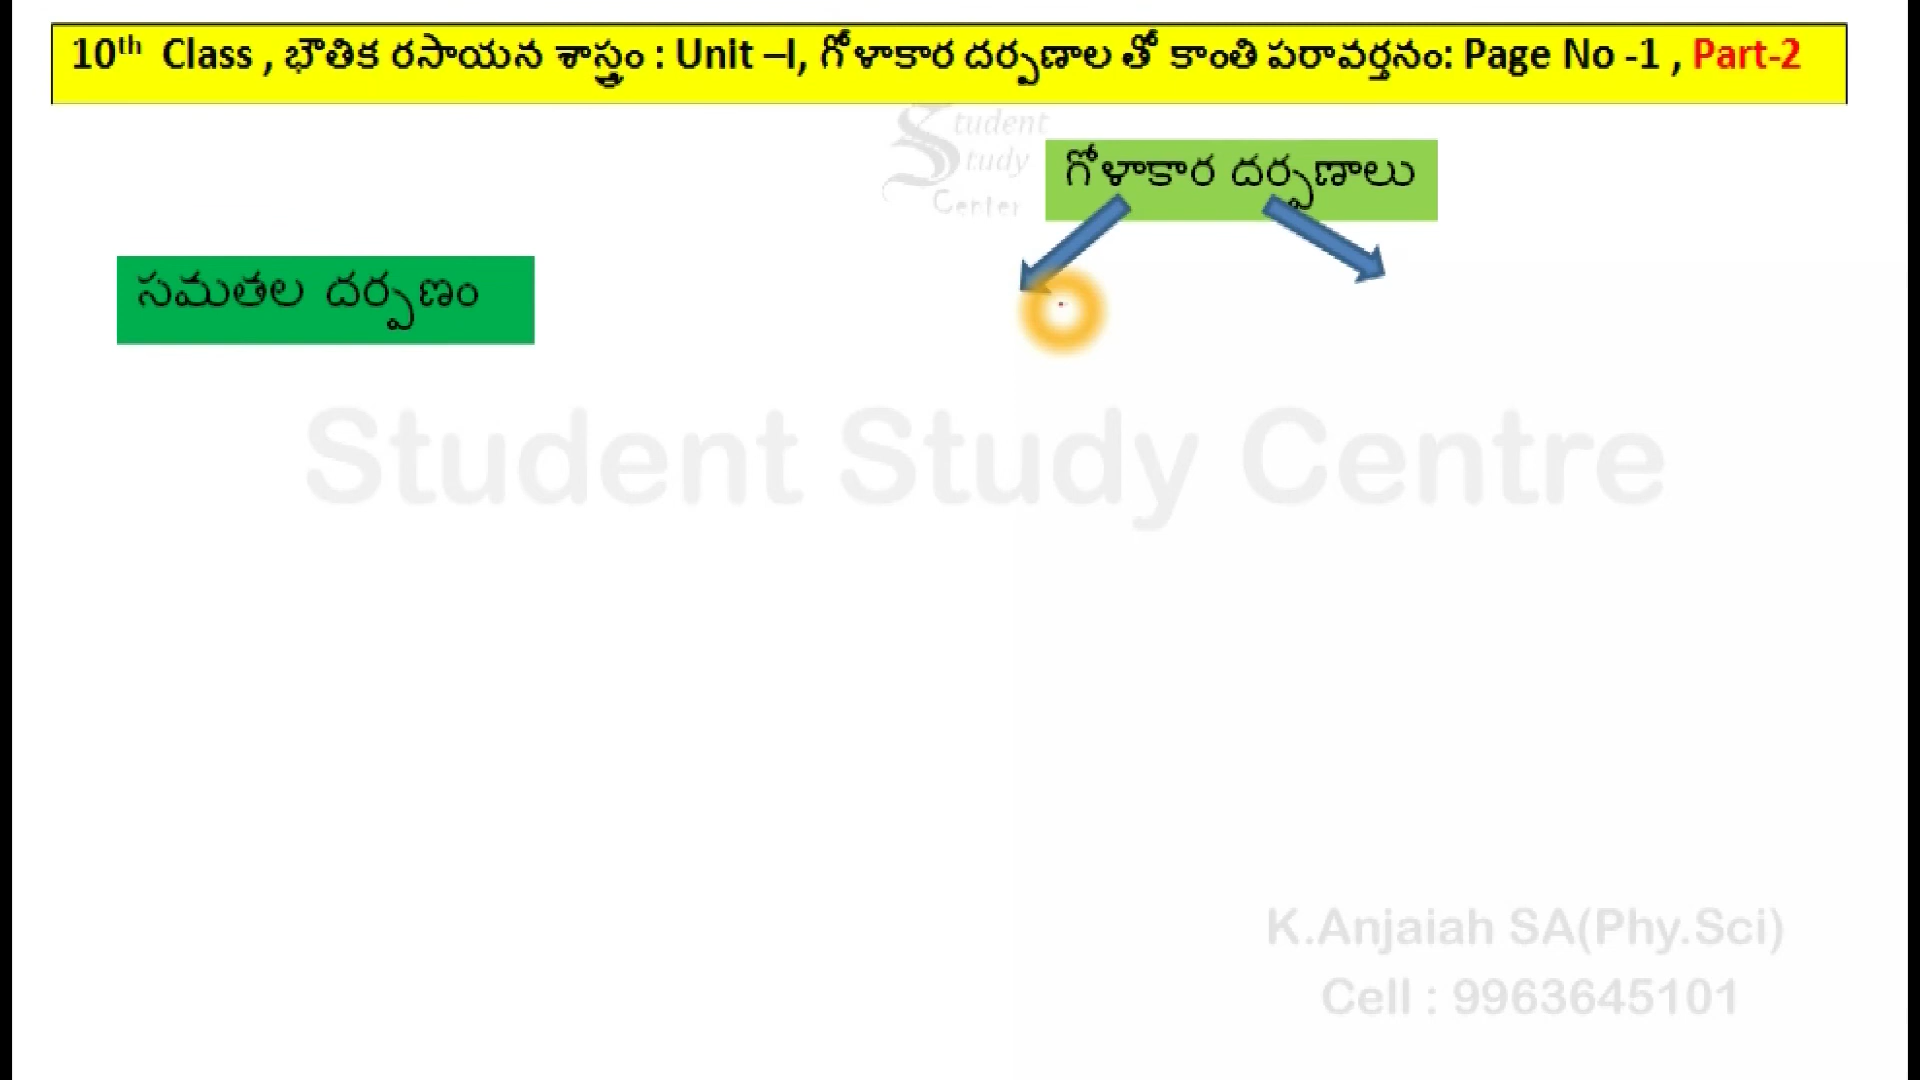 10th Class , భౌతిక రసాయన శాస్త్రం : Unit –I, గోళాకార దర్పణాల తో కాంతి పరావర్తనం: Page No -1 , Part-2
Student
Study
Center
గోళాకార దర్పణాలు
సమతల దర్పణం
Student Study Centre
K.Anjaiah SA(Phy.Sci)
Cell : 9963645101